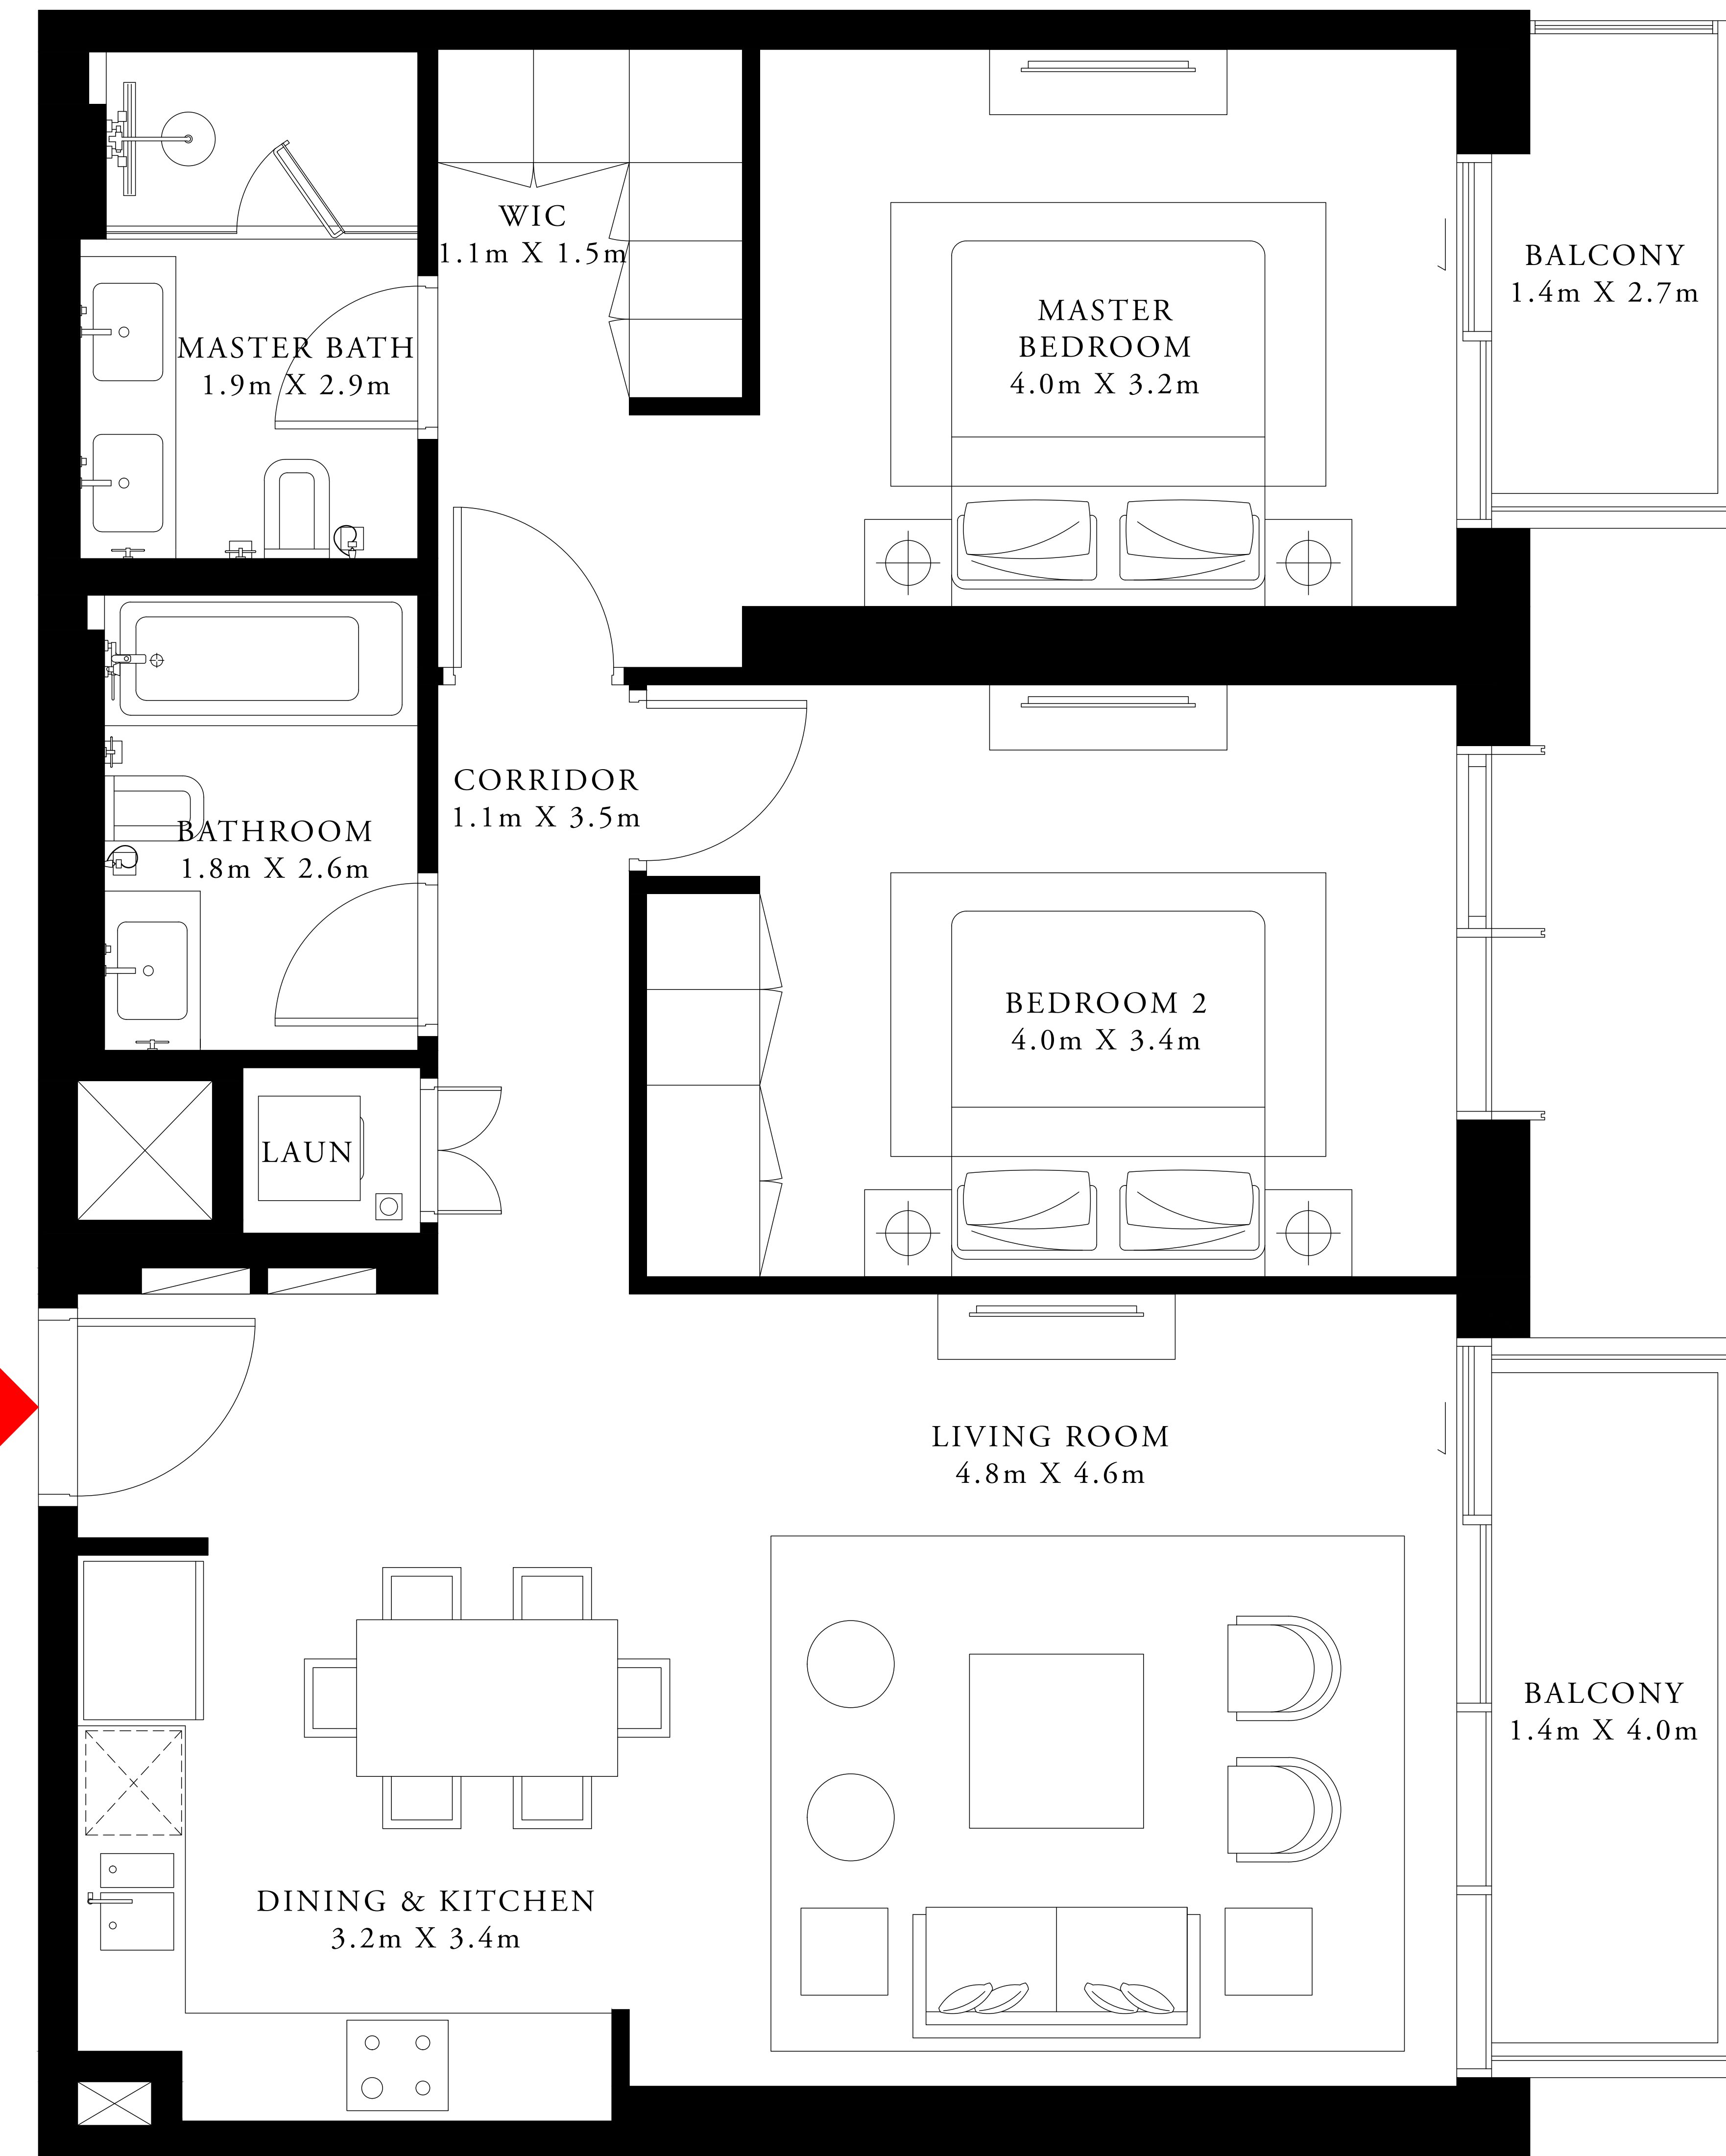 WIC
1.1m X 1.5m
MASTER
BEDROOM
4.0m X 3.2m
BALCONY
1.4m X 2.7m
MASTER BATH
1.9m X 2.9m
CORRIDOR
1.1m X 3.5m
BATHROOM
1.8m X 2.6m
BEDROOM 2
4.0m X 3.4m
LAUN
LIVING ROOM
4.8m X 4.6m
BALCONY
1.4m X 4.0m
DINING & KITCHEN
3.2m X 3.4m